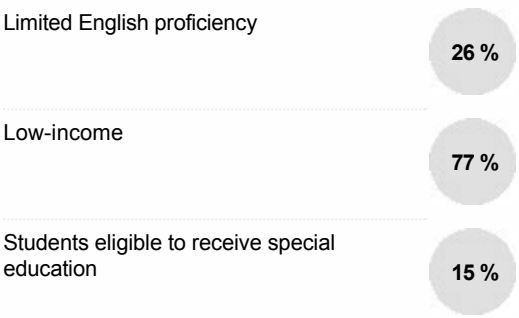 Limited English proficiency
26 %
Low-income
77 %
Students eligible to receive special
education
15 %